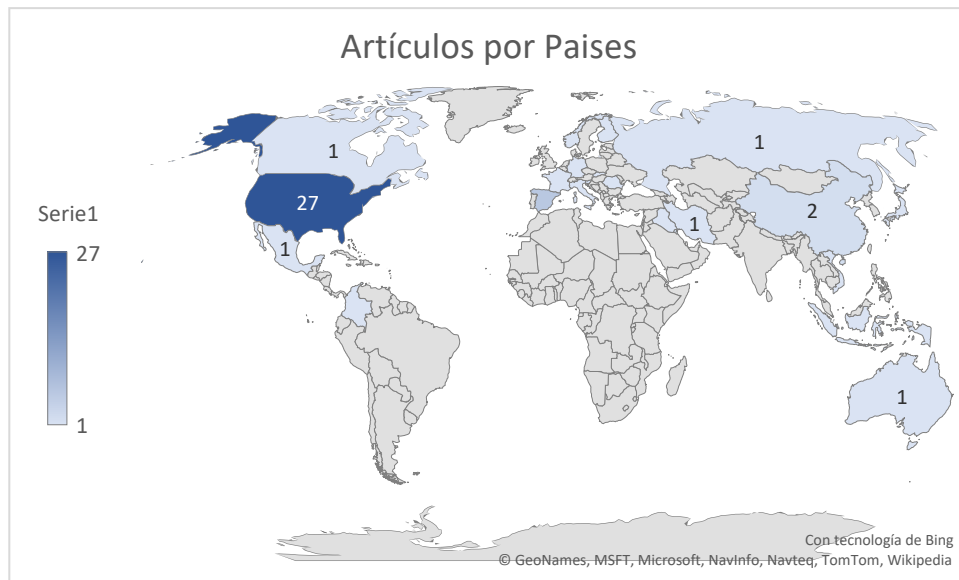 Artículos por Paises
Serie1
27
1
1
27
1
1
1
2
1
Con tecnología de Bing
© GeoNames, MSFT, Microsoft, NavInfo, Navteq, TomTom, Wikipedia